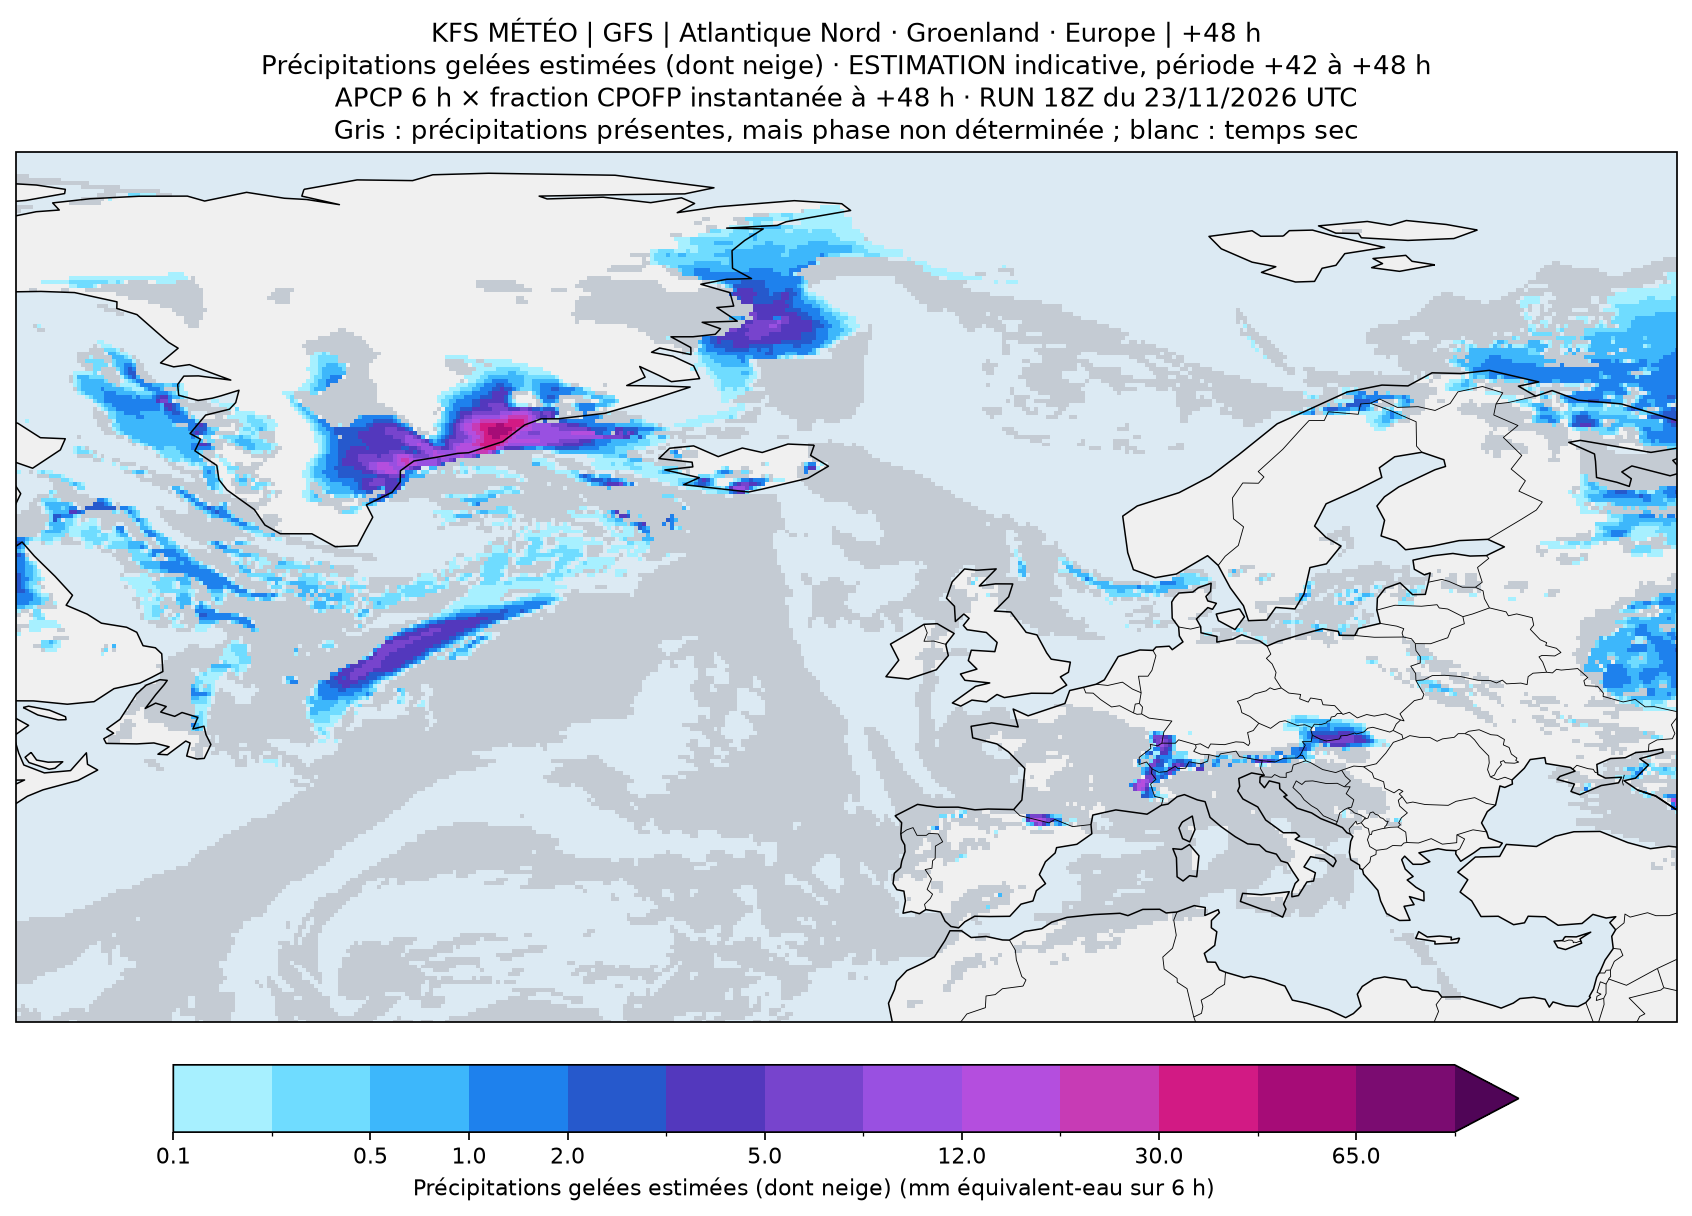 KFS MÉTÉO | GFS | Atlantique Nord · Groenland · Europe | +48 h
Précipitations gelées estimées (dont neige) · ESTIMATION indicative, période +42 à +48 h
APCP 6 h × fraction CPOFP instantanée à +48 h · RUN 18Z du 23/11/2026 UTC
Gris : précipitations présentes, mais phase non déterminée ; blanc : temps sec
0.1 0.5 1.0 2.0 5.0 12.0 30.0 65.0
Précipitations gelées estimées (dont neige) (mm équivalent-eau sur 6 h)